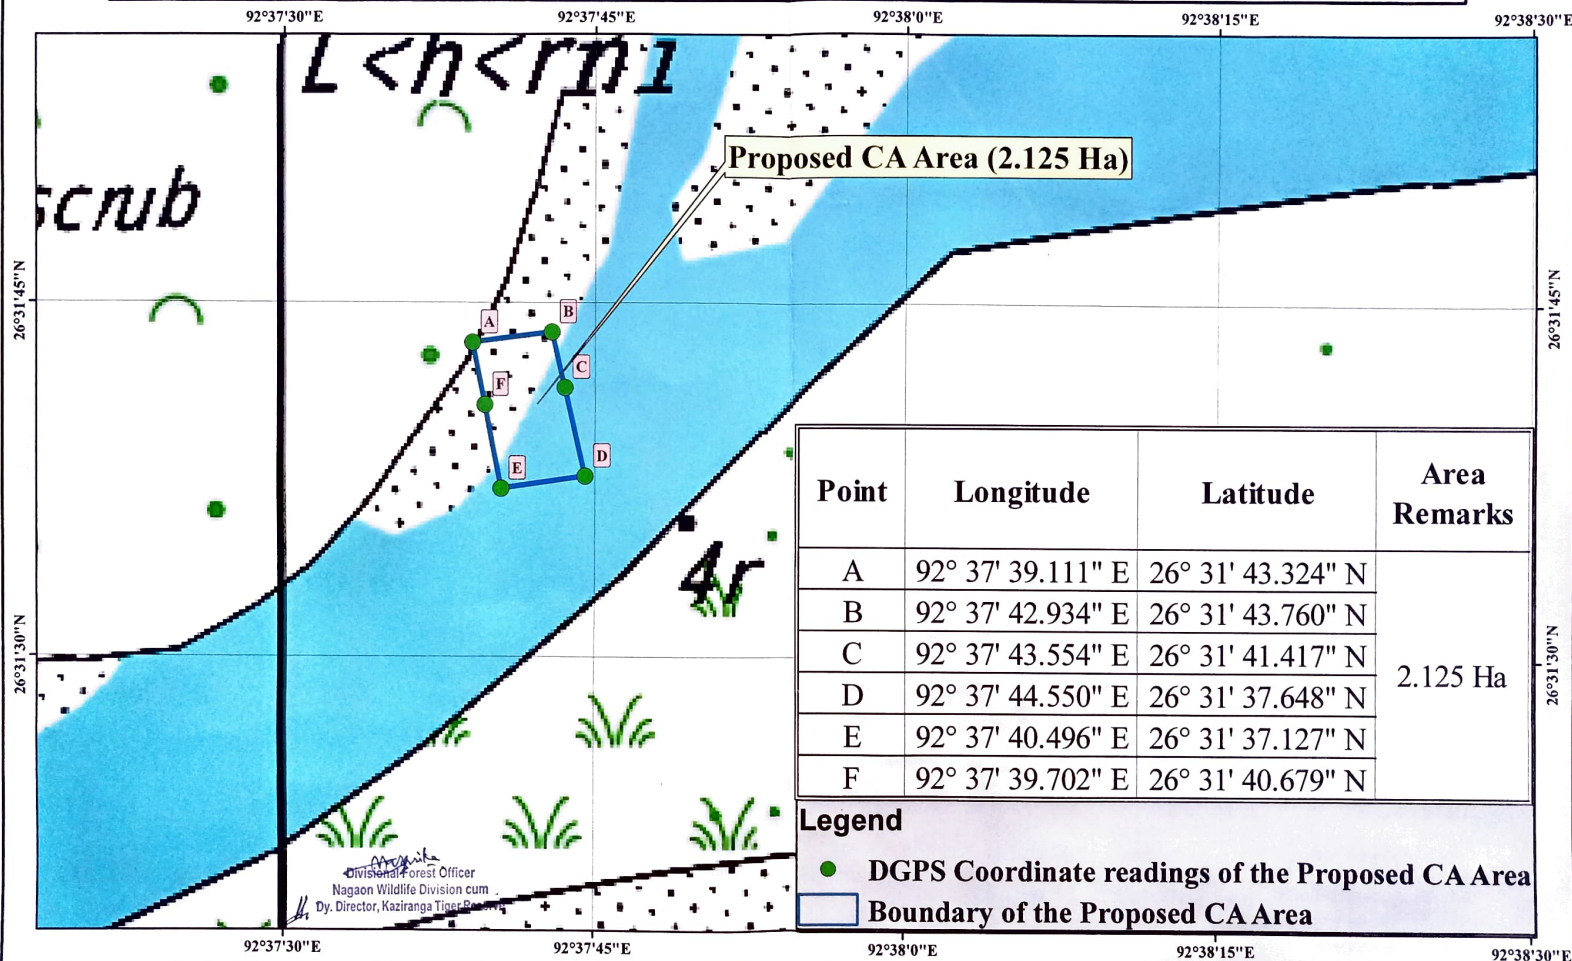 92°37'30"E 92°37'45"E 92°38'0"E 92°38'15"E 92°38'30"E
scrub
Proposed CA Area (2.125 Ha)
26°31'45"N
26°31'45"N
A
B
C
F
E
D
4r
Point Longitude Latitude Area Remarks
A 92° 37' 39.111" E 26° 31' 43.324" N
B 92° 37' 42.934" E 26° 31' 43.760" N
C 92° 37' 43.554" E 26° 31' 41.417" N
D 92° 37' 44.550" E 26° 31' 37.648" N
E 92° 37' 40.496" E 26° 31' 37.127" N
F 92° 37' 39.702" E 26° 31' 40.679" N
2.125 Ha
26°31'30"N
26°31'30"N
Legend
DGPS Coordinate readings of the Proposed CA Area
Boundary of the Proposed CA Area
Divisional Forest Officer
Nagaon Wildlife Division cum
Dy. Director, Kaziranga Tiger Reserve
92°37'30"E 92°37'45"E 92°38'0"E 92°38'15"E 92°38'30"E